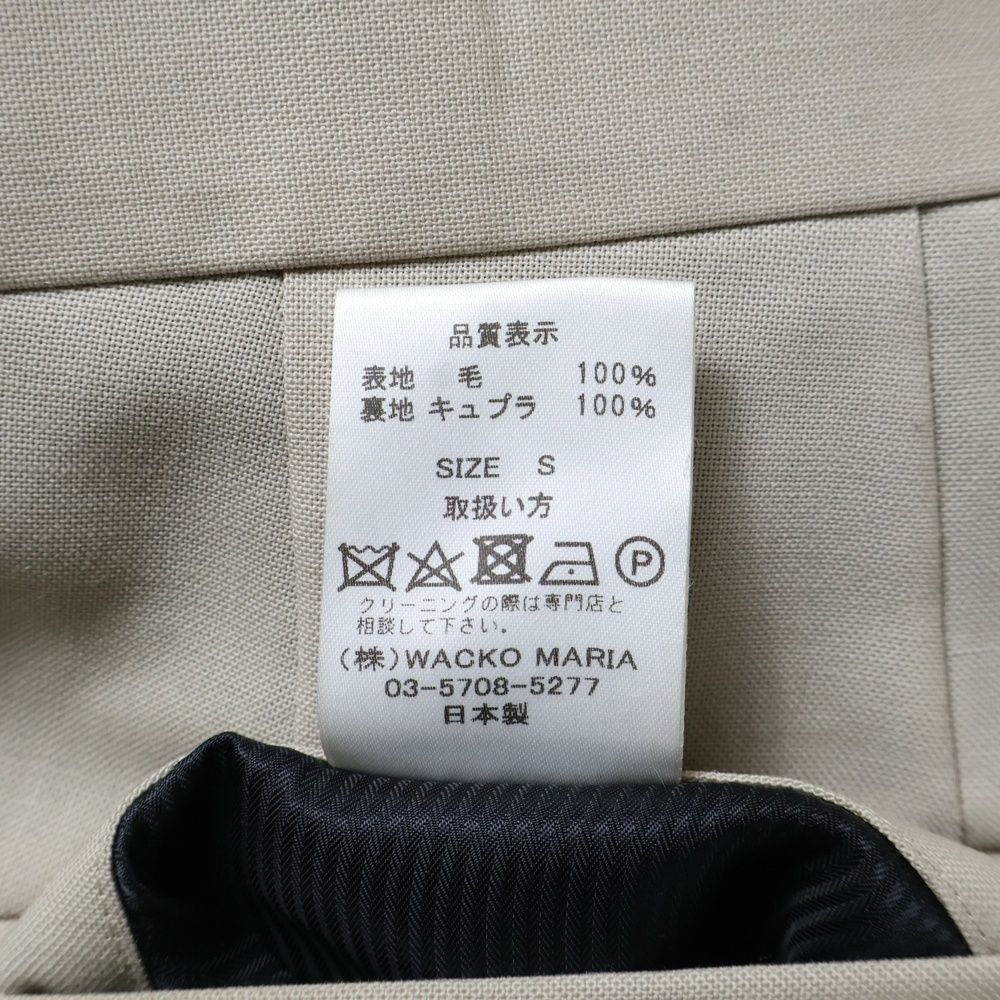 品質表示
表地 毛 100%
裏地 キュプラ 100%
SIZE S
取扱い方
P
クリーニングの際は専門店と
相談して下さい。
(株)WACKO MARIA
03-5708-5277
日本製